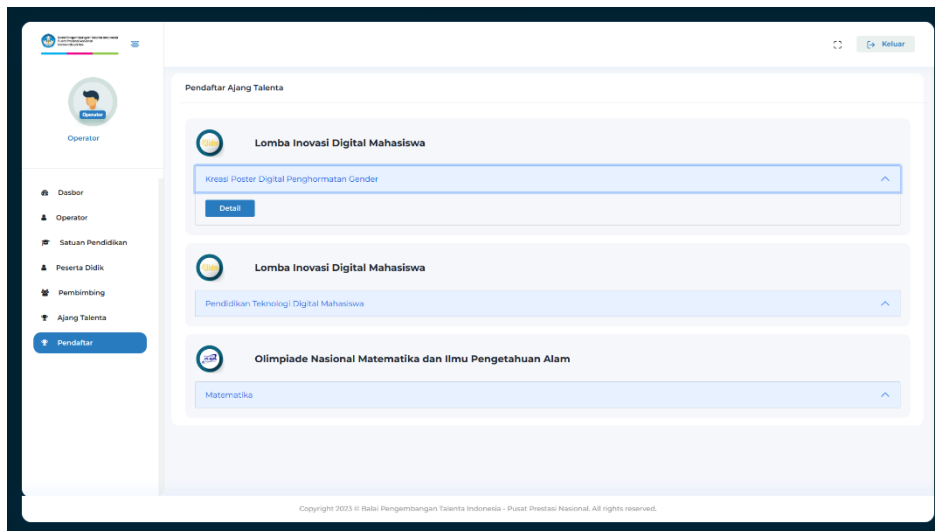 Keluar
Pendaftar Ajang Talenta
Operator
Operator
Lomba Inovasi Digital Mahasiswa
Kreasi Poster Digital Penghormatan Gender
Detail
Dasbor
Operator
Satuan Pendidikan
Peserta Didik
Pembimbing
Ajang Talenta
Pendaftar
Lomba Inovasi Digital Mahasiswa
Pendidikan Teknologi Digital Mahasiswa
Olimpiade Nasional Matematika dan Ilmu Pengetahuan Alam
Matematika
Copyright 2023 © Balai Pengembangan Talenta Indonesia - Pusat Prestasi Nasional. All rights reserved.